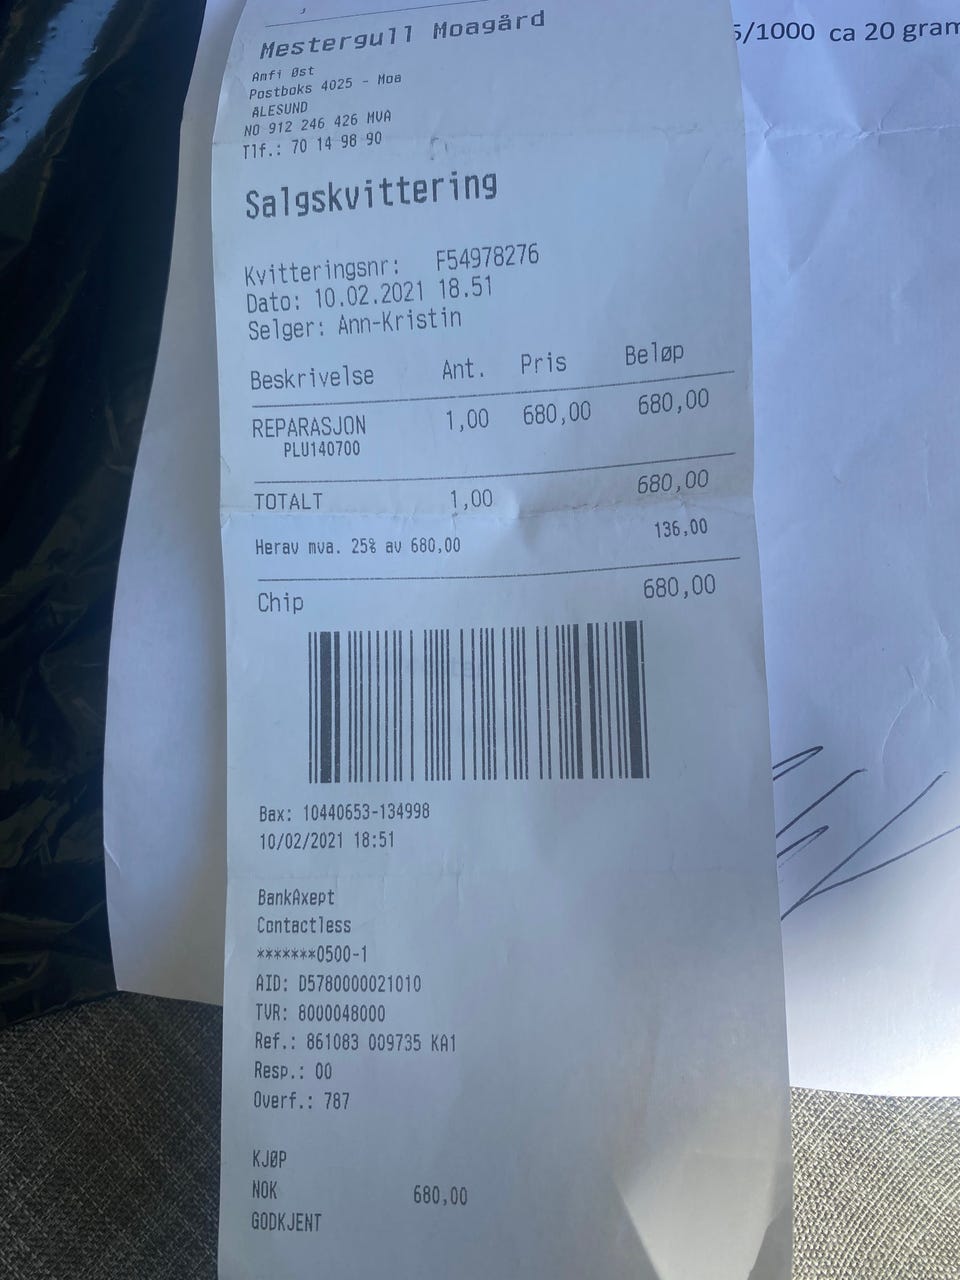 Mestergull Moagård
Amfi Øst
Postboks 4025 - Moa
ÅLESUND
NO 912 246 426 MVA
Tlf.: 70 14 98 90
5/1000 ca 20 gram
Salgskvittering
Kvitteringsnr: F54978276
Dato: 10.02.2021 18.51
Selger: Ann-Kristin
Beskrivelse Ant. Pris Beløp
REPARASJON 1,00 680,00 680,00
PLU140700
TOTALT 1,00 680,00
Herav mva. 25% av 680,00 136,00
Chip 680,00
Bax: 10440653-134998
10/02/2021 18:51
BankAxept
Contactless
*******0500-1
AID: D5780000021010
TVR: 8000048000
Ref.: 861083 009735 KA1
Resp.: 00
Overf.: 787
KJØP
NOK 680,00
GODKJENT